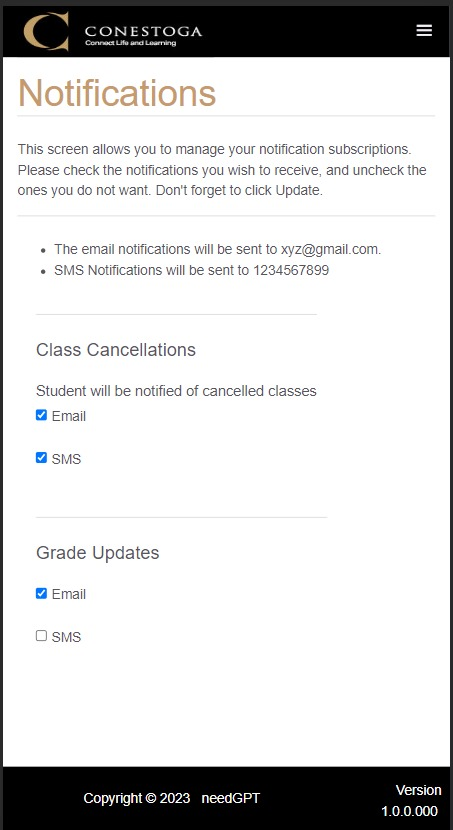 CONESTOGA
Connect Life and Learning
Notifications
This screen allows you to manage your notification subscriptions.
Please check the notifications you wish to receive, and uncheck the
ones you do not want. Don't forget to click Update.
The email notifications will be sent to xyz@gmail.com.
SMS Notifications will be sent to 1234567899
Class Cancellations
Student will be notified of cancelled classes
Email
SMS
Grade Updates
Email
SMS
Copyright © 2023 needGPT
Version
1.0.0.000